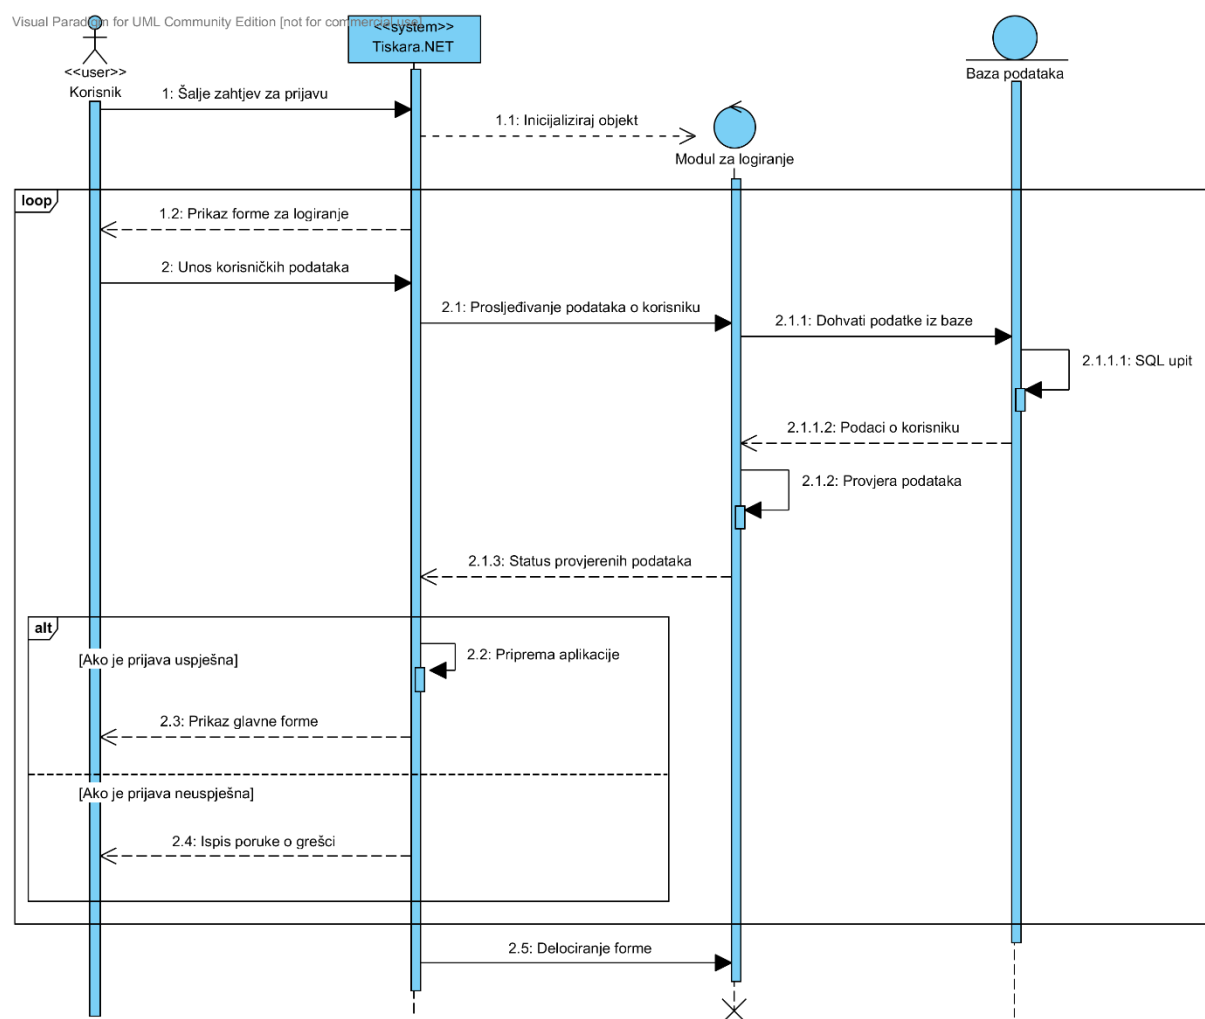 Visual Paradigm for UML Community Edition [not for commercial use]
<<user>>
Korisnik
<<system>>
Tiskara.NET
Baza podataka
1: Šalje zahtjev za prijavu
1.1: Inicijaliziraj objekt
Modul za logiranje
loop
1.2: Prikaz forme za logiranje
2: Unos korisničkih podataka
2.1: Prosljeđivanje podataka o korisniku
2.1.1: Dohvati podatke iz baze
2.1.1.1: SQL upit
2.1.1.2: Podaci o korisniku
2.1.2: Provjera podataka
2.1.3: Status provjerenih podataka
alt
[Ako je prijava uspješna]
2.2: Priprema aplikacije
2.3: Prikaz glavne forme
[Ako je prijava neuspješna]
2.4: Ispis poruke o grešci
2.5: Delociranje forme